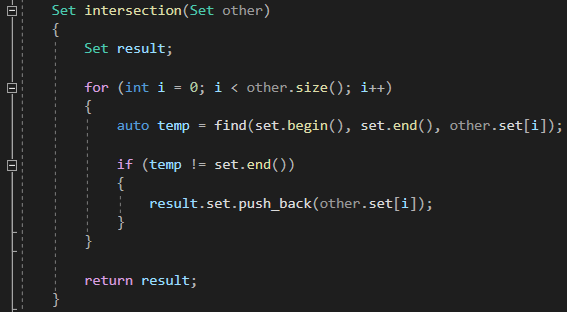 Set intersection(Set other)
{
Set result;
for (int i = 0; i < other.size(); i++)
{
auto temp = find(set.begin(), set.end(), other.set[i]);
if (temp != set.end())
{
result.set.push_back(other.set[i]);
}
}
return result;
}